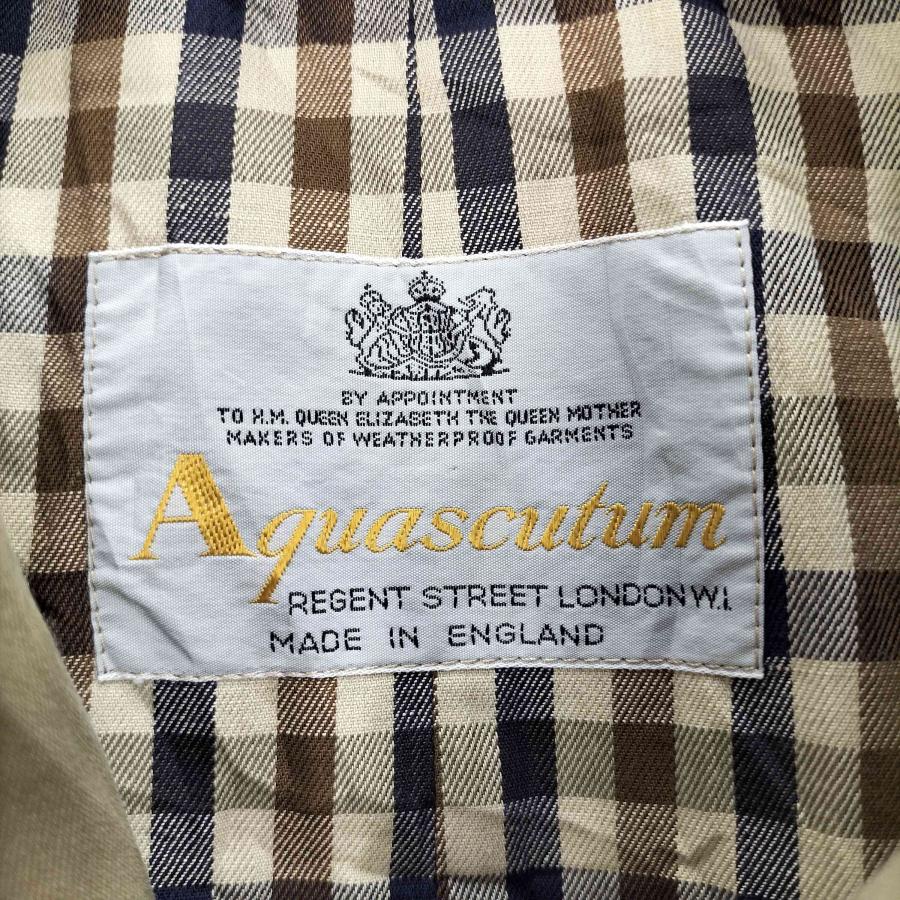 BY APPOINTMENT
TO H.M. QUEEN ELIZABETH THE QUEEN MOTHER
MAKERS OF WEATHERPROOF GARMENTS
Aquascutum
REGENT STREET LONDON W.1.
MADE IN ENGLAND